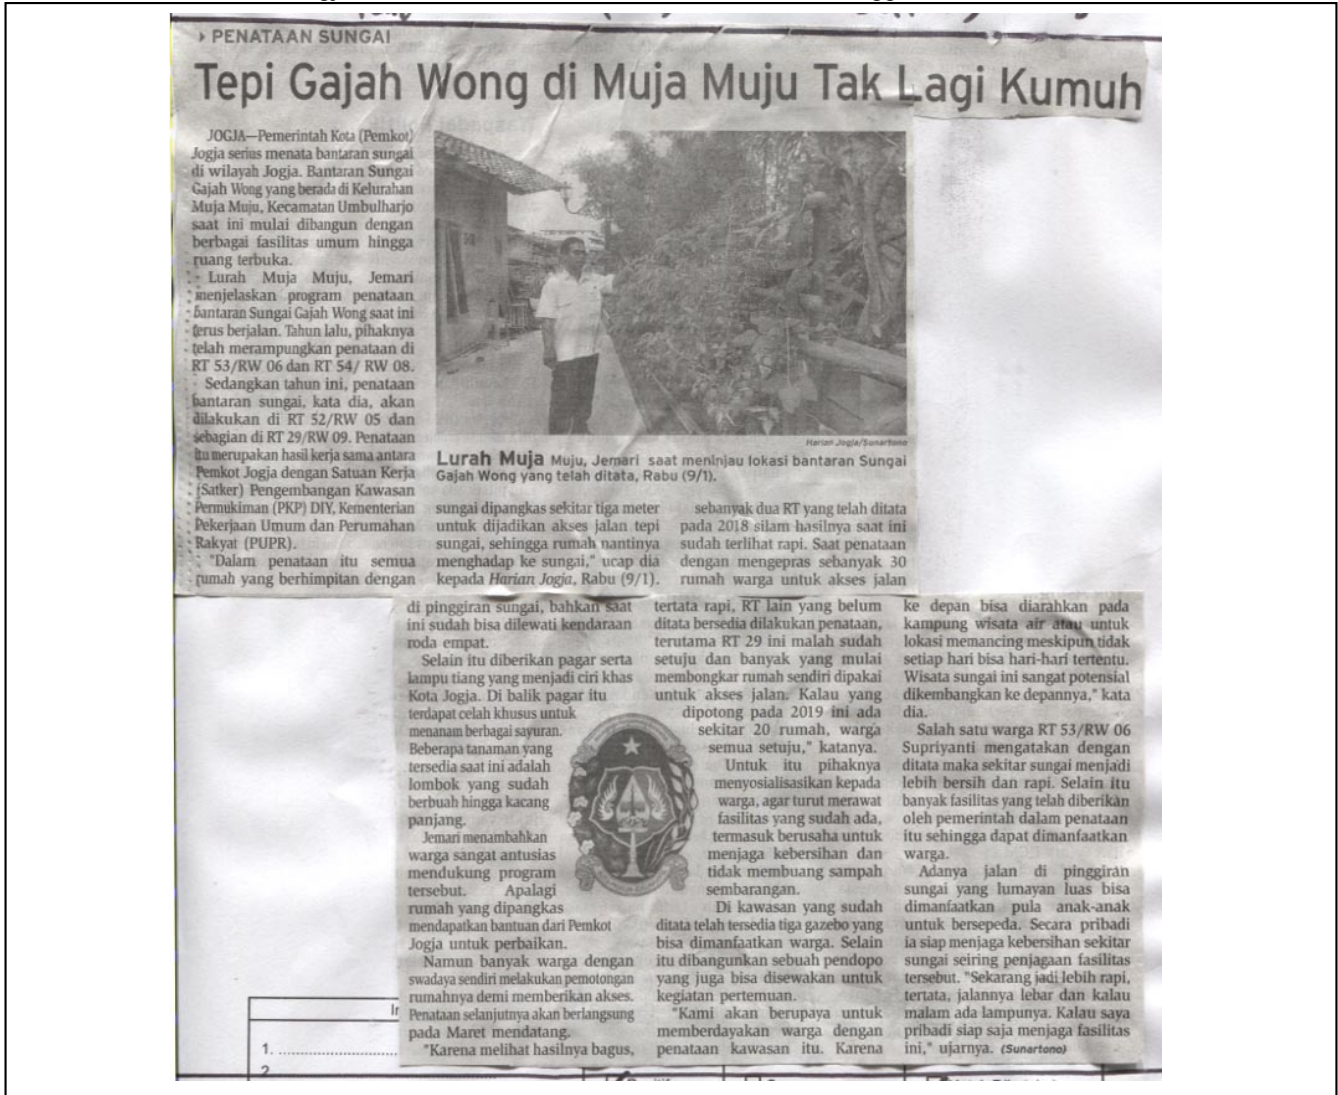 › PENATAAN SUNGAI
Tepi Gajah Wong di Muja Muju Tak Lagi Kumuh
JOGJA—Pemerintah Kota (Pemkot)
Jogja serius menata bantaran sungai
di wilayah Jogja. Bantaran Sungai
Gajah Wong yang berada di Kelurahan
Muja Muju, Kecamatan Umbulharjo
saat ini mulai dibangun dengan
berbagai fasilitas umum hingga
ruang terbuka.
Lurah Muja Muju, Jemari
menjelaskan program penataan
bantaran Sungai Gajah Wong saat ini
terus berjalan. Tahun lalu, pihaknya
telah merampungkan penataan di
RT 53/RW 06 dan RT 54/ RW 08.
Sedangkan tahun ini, penataan
bantaran sungai, kata dia, akan
dilakukan di RT 52/RW 05 dan
sebagian di RT 29/RW 09. Penataan
itu merupakan hasil kerja sama antara
Pemkot Jogja dengan Satuan Kerja
(Satker) Pengembangan Kawasan
Permukiman (PKP) DIY, Kementerian
Pekerjaan Umum dan Perumahan
Rakyat (PUPR).
"Dalam penataan itu semua
rumah yang berhimpitan dengan
Harian Jogja/Sunartono
Lurah Muja Muju, Jemari saat meninjau lokasi bantaran Sungai
Gajah Wong yang telah ditata, Rabu (9/1).
sungai dipangkas sekitar tiga meter
untuk dijadikan akses jalan tepi
sungai, sehingga rumah nantinya
menghadap ke sungai," ucap dia
kepada Harian Jogja, Rabu (9/1).
sebanyak dua RT yang telah ditata
pada 2018 silam hasilnya saat ini
sudah terlihat rapi. Saat penataan
dengan mengepras sebanyak 30
rumah warga untuk akses jalan
di pinggiran sungai, bahkan saat
ini sudah bisa dilewati kendaraan
roda empat.
Selain itu diberikan pagar serta
lampu tiang yang menjadi ciri khas
Kota Jogja. Di balik pagar itu
terdapat celah khusus untuk
menanam berbagai sayuran.
Beberapa tanaman yang
tersedia saat ini adalah
lombok yang sudah
berbuah hingga kacang
panjang.
Jemari menambahkan
warga sangat antusias
mendukung program
tersebut. Apalagi
rumah yang dipangkas
mendapatkan bantuan dari Pemkot
Jogja untuk perbaikan.
Namun banyak warga dengan
swadaya sendiri melakukan pemotongan
rumahnya demi memberikan akses.
Penataan selanjutnya akan berlangsung
pada Maret mendatang.
"Karena melihat hasilnya bagus,
tertata rapi, RT lain yang belum
ditata bersedia dilakukan penataan,
terutama RT 29 ini malah sudah
setuju dan banyak yang mulai
membongkar rumah sendiri dipakai
untuk akses jalan. Kalau yang
dipotong pada 2019 ini ada
sekitar 20 rumah, warga
semua setuju," katanya.
Untuk itu pihaknya
menyosialisasikan kepada
warga, agar turut merawat
fasilitas yang sudah ada,
termasuk berusaha untuk
menjaga kebersihan dan
tidak membuang sampah
sembarangan.
Di kawasan yang sudah
ditata telah tersedia tiga gazebo yang
bisa dimanfaatkan warga. Selain
itu dibangunkan sebuah pendopo
yang juga bisa disewakan untuk
kegiatan pertemuan.
"Kami akan berupaya untuk
memberdayakan warga dengan
penataan kawasan itu. Karena
ke depan bisa diarahkan pada
kampung wisata air atau untuk
lokasi memancing meskipun tidak
setiap hari bisa hari-hari tertentu.
Wisata sungai ini sangat potensial
dikembangkan ke depannya," kata
dia.
Salah satu warga RT 53/RW 06
Supriyanti mengatakan dengan
ditata maka sekitar sungai menjadi
lebih bersih dan rapi. Selain itu
banyak fasilitas yang telah diberikan
oleh pemerintah dalam penataan
itu sehingga dapat dimanfaatkan
warga.
Adanya jalan di pinggiran
sungai yang lumayan luas bisa
dimanfaatkan pula anak-anak
untuk bersepeda. Secara pribadi
ia siap menjaga kebersihan sekitar
sungai seiring penjagaan fasilitas
tersebut. "Sekarang jadi lebih rapi,
tertata, jalannya lebar dan kalau
malam ada lampunya. Kalau saya
pribadi siap saja menjaga fasilitas
ini," ujarnya. (Sunartono)
1. ..............................
2